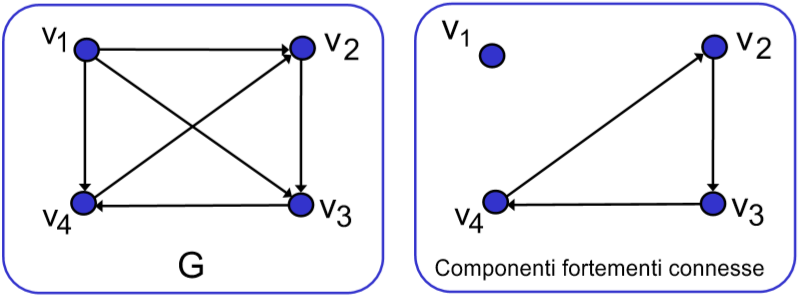 v1
v2
v4
v3
G
v1
v2
v4
v3
Componenti fortementi connesse